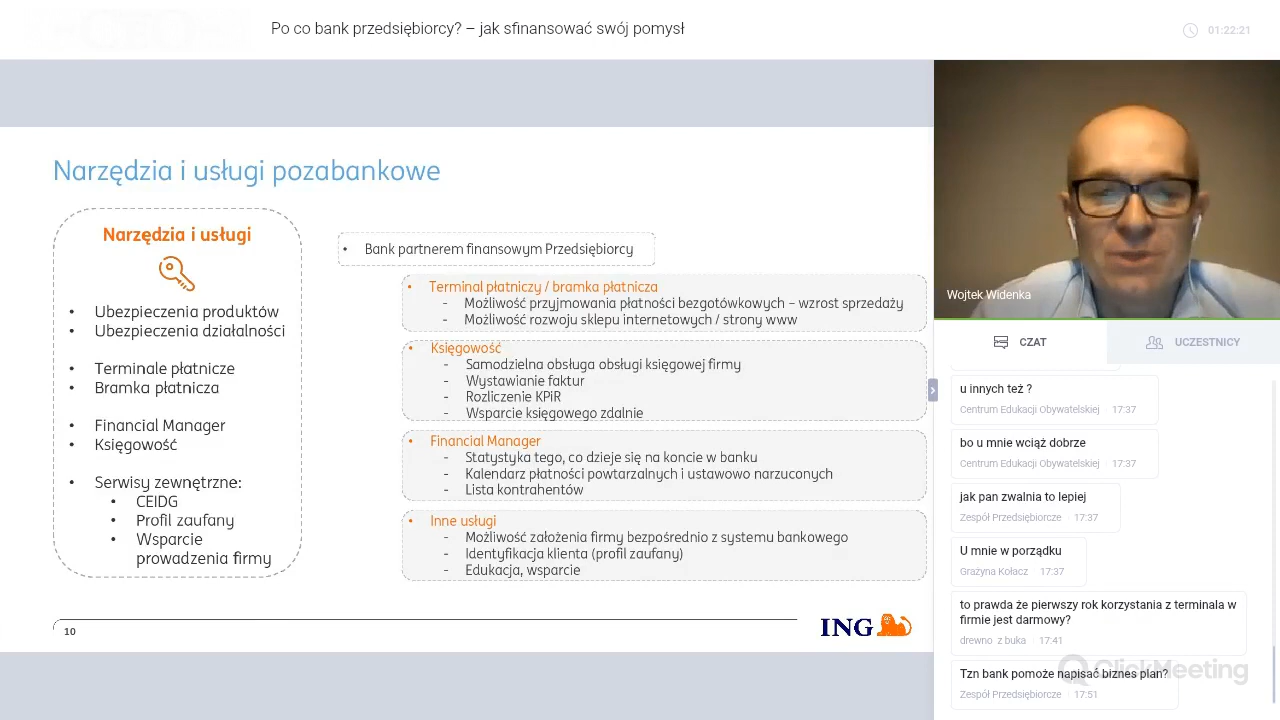 Po co bank przedsiębiorcy? – jak sfinansować swój pomysł
01:22:21
Narzędzia i usługi pozabankowe
Narzędzia i usługi
• Ubezpieczenia produktów
• Ubezpieczenia działalności
• Terminale płatnicze
• Bramka płatnicza
• Financial Manager
• Księgowość
• Serwisy zewnętrzne:
• CEIDG
• Profil zaufany
• Wsparcie
prowadzenia firmy
• Bank partnerem finansowym Przedsiębiorcy
• Terminal płatniczy / bramka płatnicza
- Możliwość przyjmowania płatności bezgotówkowych – wzrost sprzedaży
- Możliwość rozwoju sklepu internetowych / strony www
• Księgowość
- Samodzielna obsługa obsługi księgowej firmy
- Wystawianie faktur
- Rozliczenie KPiR
- Wsparcie księgowego zdalnie
• Financial Manager
- Statystyka tego, co dzieje się na koncie w banku
- Kalendarz płatności powtarzalnych i ustawowo narzuconych
- Lista kontrahentów
• Inne usługi
- Możliwość założenia firmy bezpośrednio z systemu bankowego
- Identyfikacja klienta (profil zaufany)
- Edukacja, wsparcie
10
ING
Wojtek Widenka
CZAT
UCZESTNICY
u innych też ?
Centrum Edukacji Obywatelskiej 17:37
bo u mnie wciąż dobrze
Centrum Edukacji Obywatelskiej 17:37
jak pan zwalnia to lepiej
Zespół Przedsiębiorcze 17:37
U mnie w porządku
Grażyna Kołacz 17:37
to prawda że pierwszy rok korzystania z terminala w
firmie jest darmowy?
drewno z buka 17:41
Tzn bank pomoże napisać biznes plan?
Zespół Przedsiębiorcze 17:51
ClickMeeting